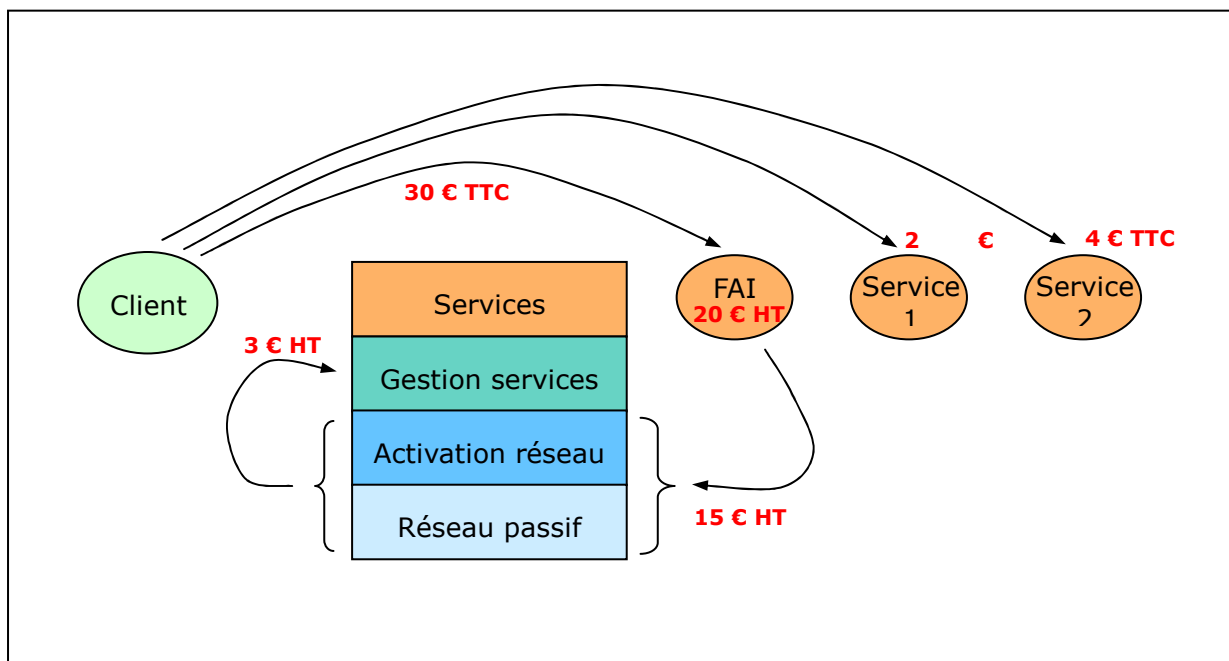 30 € TTC
2 €
4 € TTC
Client
Services
FAI
20 € HT
Service
1
Service
2
3 € HT
Gestion services
Activation réseau
15 € HT
Réseau passif